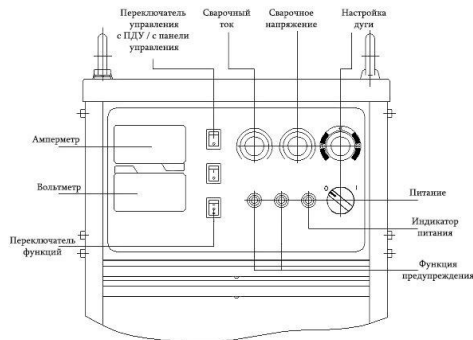 Переключатель
управления
с ПДУ / с панели
управления
Сварочный
ток
Сварочное
напряжение
Настройка
дуги
Амперметр
Вольтметр
Переключатель
функций
O
I
Питание
Индикатор
питания
Функция
предупреждения